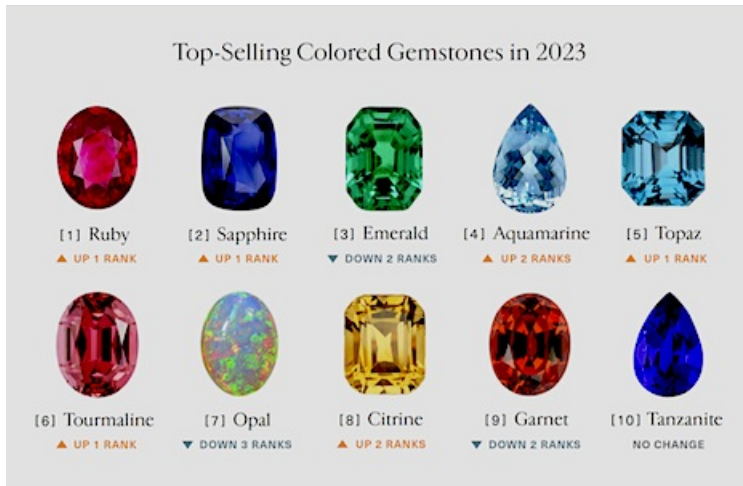 Top-Selling Colored Gemstones in 2023
[1] Ruby
▲ UP 1 RANK
[2] Sapphire
▲ UP 1 RANK
[3] Emerald
▼ DOWN 2 RANKS
[4] Aquamarine
▲ UP 2 RANKS
[5] Topaz
▲ UP 1 RANK
[6] Tourmaline
▲ UP 1 RANK
[7] Opal
▼ DOWN 3 RANKS
[8] Citrine
▲ UP 2 RANKS
[9] Garnet
▼ DOWN 2 RANKS
[10] Tanzanite
NO CHANGE